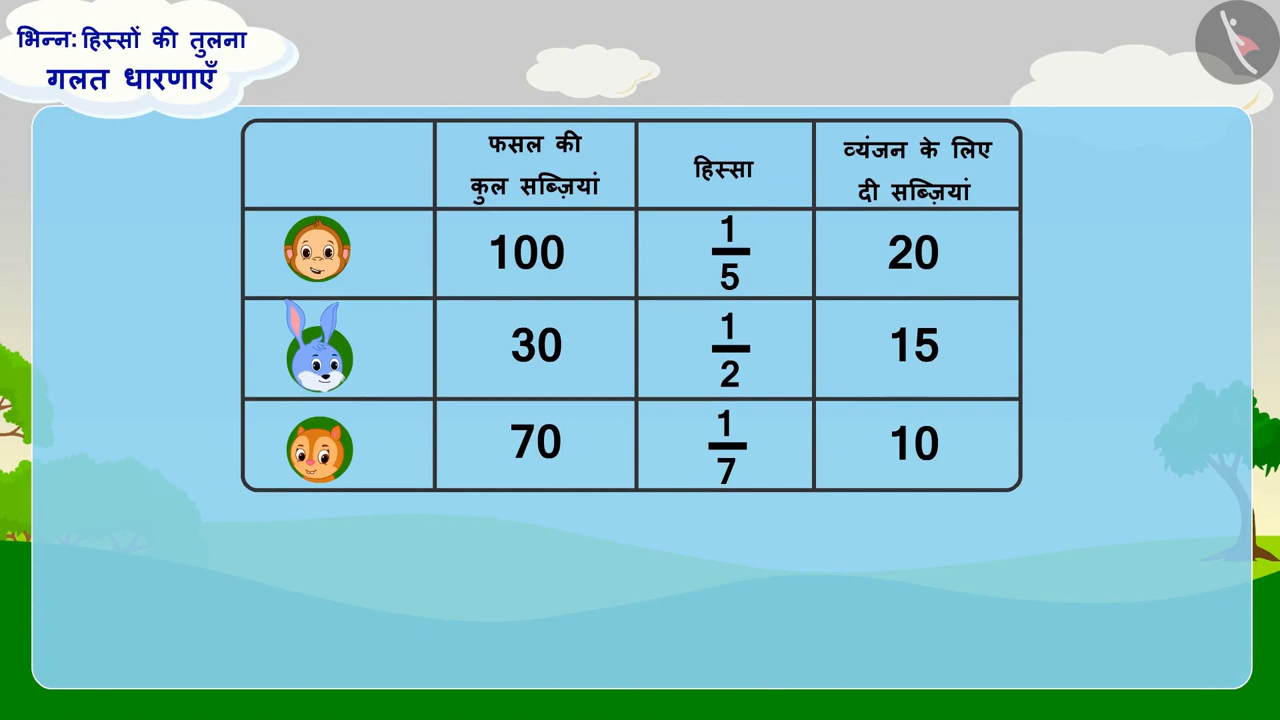 भिन्न: हिस्सों की तुलना
गलत धारणाएँ
फसल की
कुल सब्ज़ियां
हिस्सा
व्यंजन के लिए
दी सब्ज़ियां
100
1
5
20
30
1
2
15
70
1
7
10